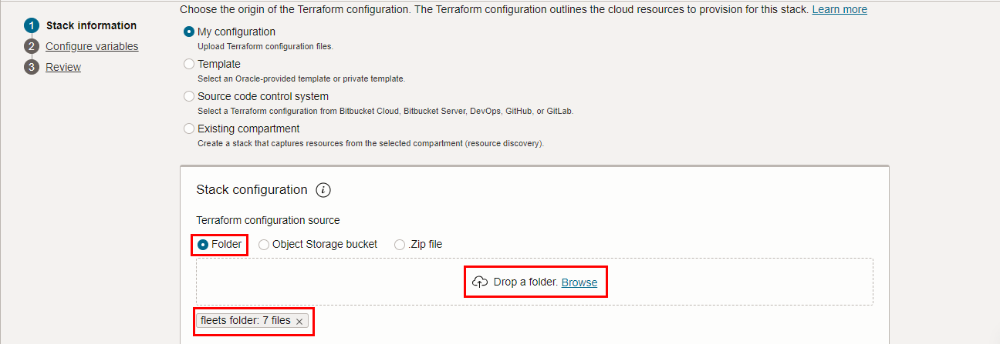 Choose the origin of the Terraform configuration. The Terraform configuration outlines the cloud resources to provision for this stack. Learn more
1 Stack information
2 Configure variables
3 Review
My configuration
Upload Terraform configuration files.
Template
Select an Oracle-provided template or private template.
Source code control system
Select a Terraform configuration from Bitbucket Cloud, Bitbucket Server, DevOps, GitHub, or GitLab.
Existing compartment
Create a stack that captures resources from the selected compartment (resource discovery).
Stack configuration i
Terraform configuration source
Folder Object Storage bucket .Zip file
Drop a folder. Browse
fleets folder: 7 files ×